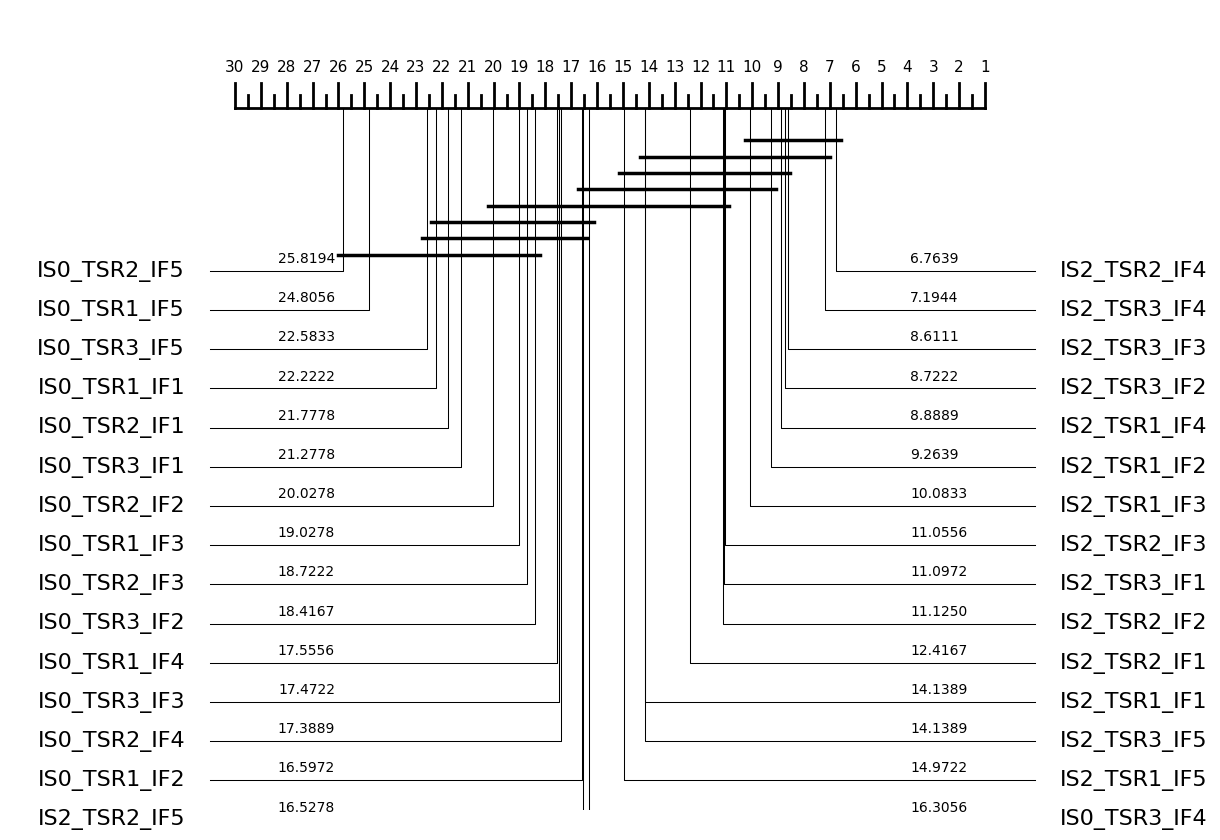 30 29 28 27 26 25 24 23 22 21 20 19 18 17 16 15 14 13 12 11 10 9 8 7 6 5 4 3 2 1
IS0_TSR2_IF5 25.8194 6.7639 IS2_TSR2_IF4
IS0_TSR1_IF5 24.8056 7.1944 IS2_TSR3_IF4
IS0_TSR3_IF5 22.5833 8.6111 IS2_TSR3_IF3
IS0_TSR1_IF1 22.2222 8.7222 IS2_TSR3_IF2
IS0_TSR2_IF1 21.7778 8.8889 IS2_TSR1_IF4
IS0_TSR3_IF1 21.2778 9.2639 IS2_TSR1_IF2
IS0_TSR2_IF2 20.0278 10.0833 IS2_TSR1_IF3
IS0_TSR1_IF3 19.0278 11.0556 IS2_TSR2_IF3
IS0_TSR2_IF3 18.7222 11.0972 IS2_TSR3_IF1
IS0_TSR3_IF2 18.4167 11.1250 IS2_TSR2_IF2
IS0_TSR1_IF4 17.5556 12.4167 IS2_TSR2_IF1
IS0_TSR3_IF3 17.4722 14.1389 IS2_TSR1_IF1
IS0_TSR2_IF4 17.3889 14.1389 IS2_TSR3_IF5
IS0_TSR1_IF2 16.5972 14.9722 IS2_TSR1_IF5
IS2_TSR2_IF5 16.5278 16.3056 IS0_TSR3_IF4